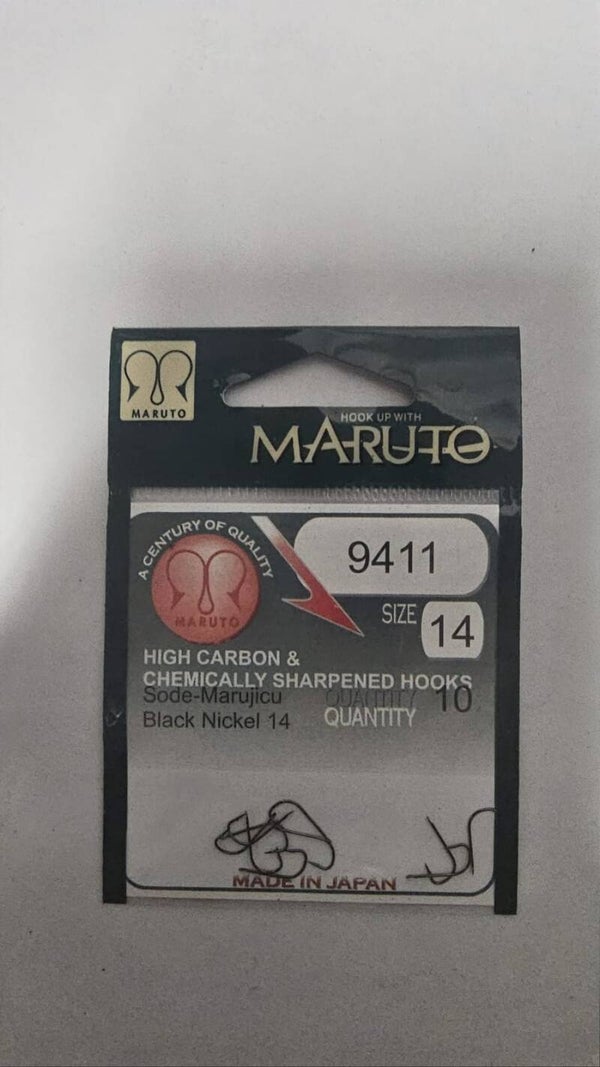 MARUTO
HOOK UP WITH
MARUTO
A CENTURY OF QUALITY
MARUTO
9411
SIZE 14
HIGH CARBON &
CHEMICALLY SHARPENED HOOKS
Sode-Marujicu QUANTITY 10
Black Nickel 14 QUANTITY
MADE IN JAPAN